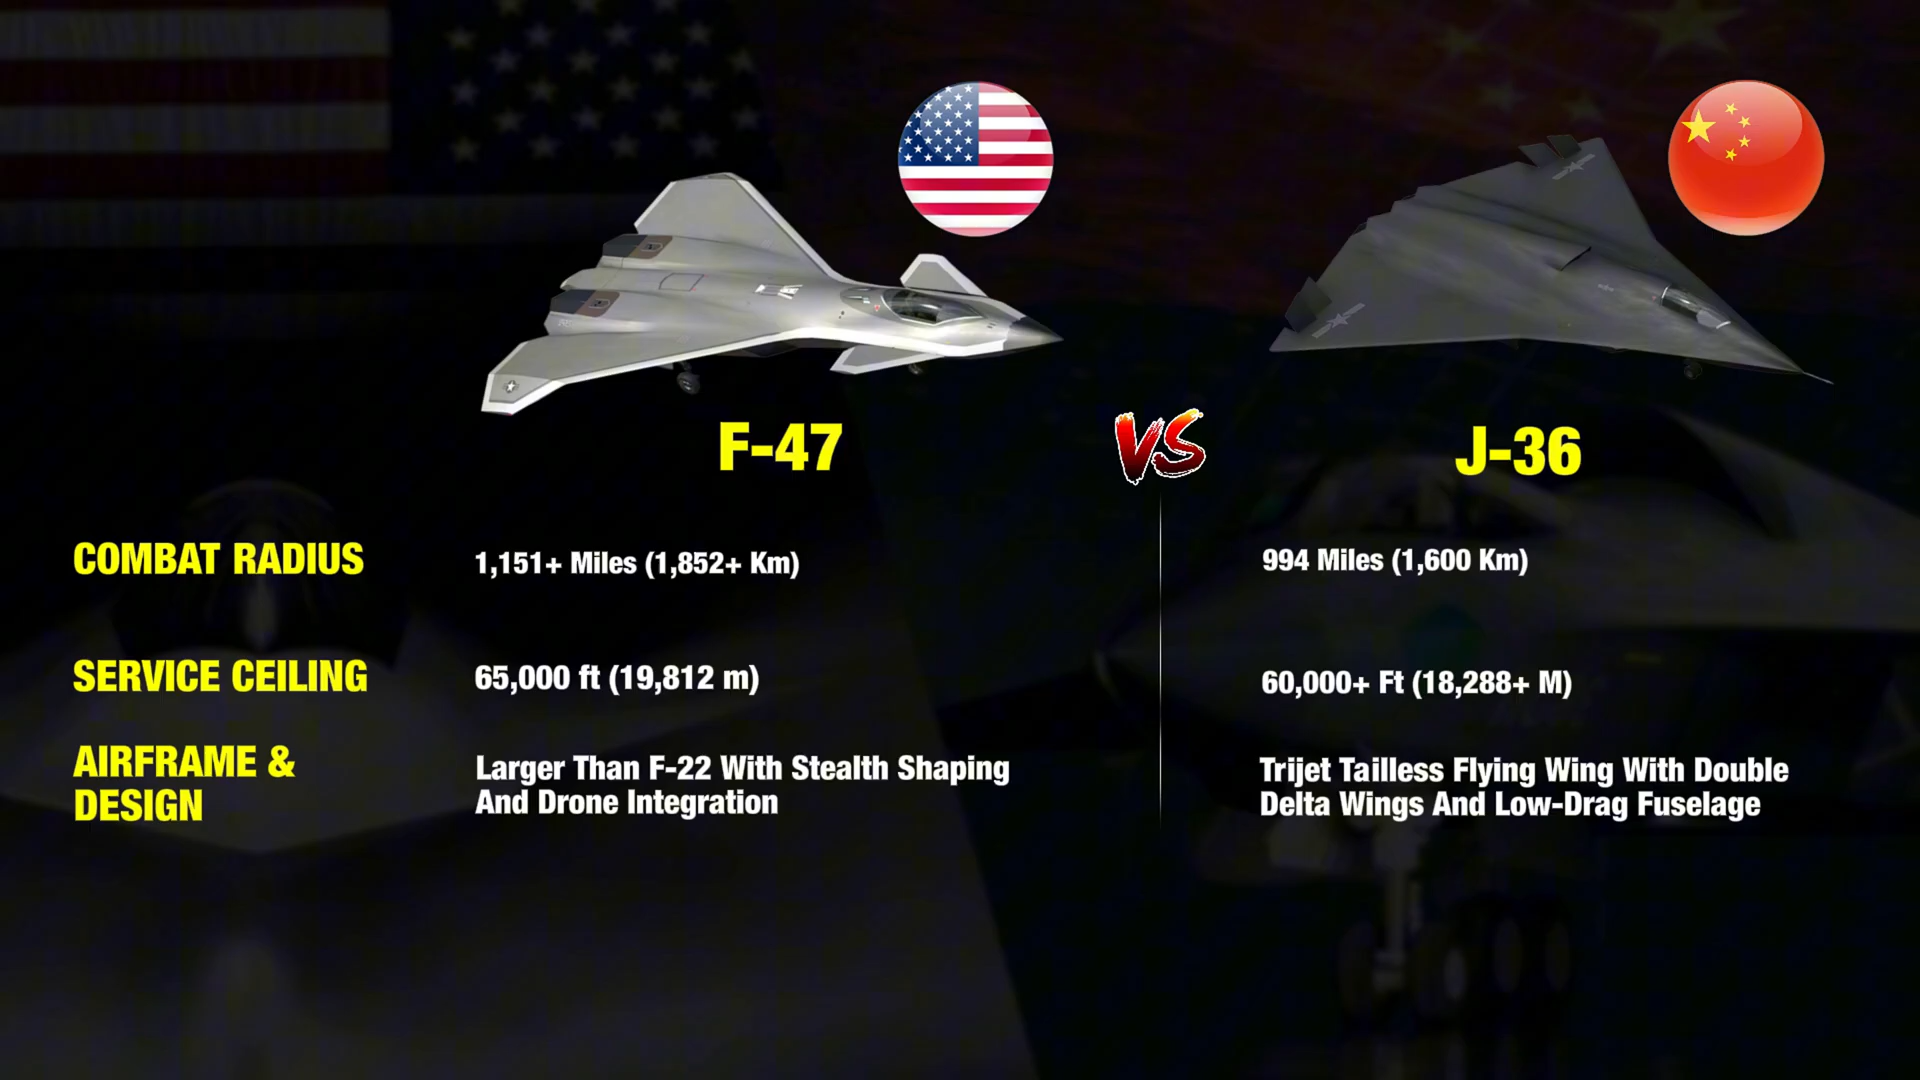 F-47
VS
J-36
COMBAT RADIUS
1,151+ Miles (1,852+ Km)
994 Miles (1,600 Km)
SERVICE CEILING
65,000 ft (19,812 m)
60,000+ Ft (18,288+ M)
AIRFRAME &
DESIGN
Larger Than F-22 With Stealth Shaping
And Drone Integration
Trijet Tailless Flying Wing With Double
Delta Wings And Low-Drag Fuselage